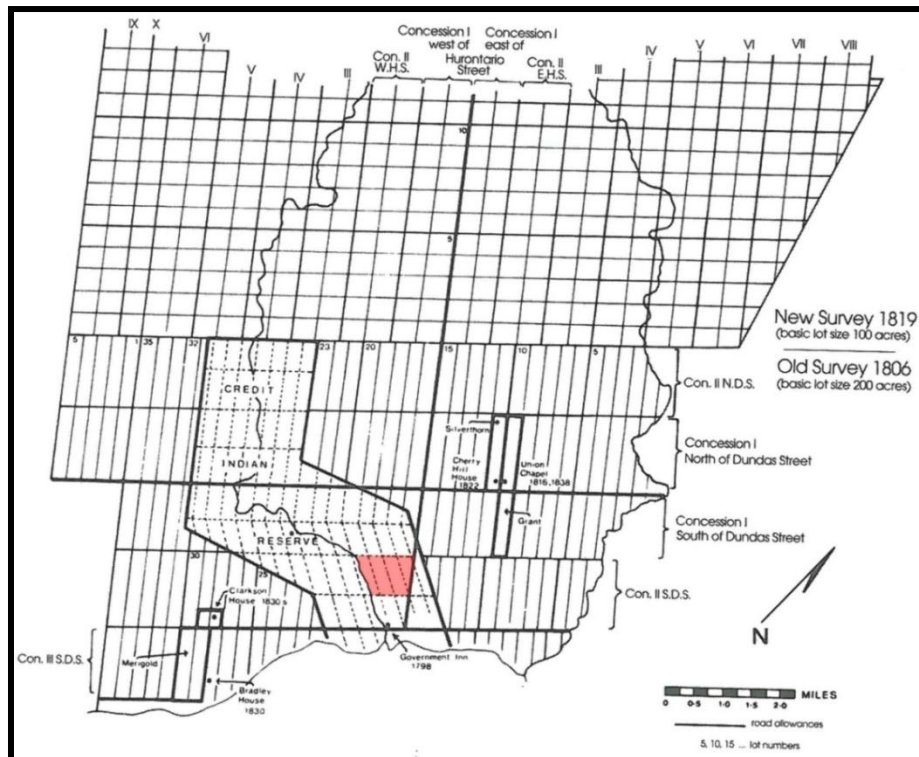 IX X
VI
V IV III
Con. II
W.H.S.
Concession I
west of
Hurontario
Street
Concession I
east of
Con. II
E.H.S.
III
IV V VI VII VIII
10
5
New Survey 1819
(basic lot size 100 acres)
Old Survey 1806
(basic lot size 200 acres)
5 1 35 32 23 20 15 10 5
Con. II N.D.S.
CREDIT
Silverthorn
Concession I
North of Dundas Street
INDIAN
Cherry
Hill
House
1822
Union
Chapel
1816,1838
Grant
Concession I
South of Dundas Street
RESERVE
30
25
Con. II S.D.S.
Clarkson
House 1830s
N
Con. III S.D.S.
Merigold
Government Inn
1798
Bradley
House
1830
MILES
0 0·5 1·0 1·5 2·0
road allowances
5, 10, 15 ... lot numbers